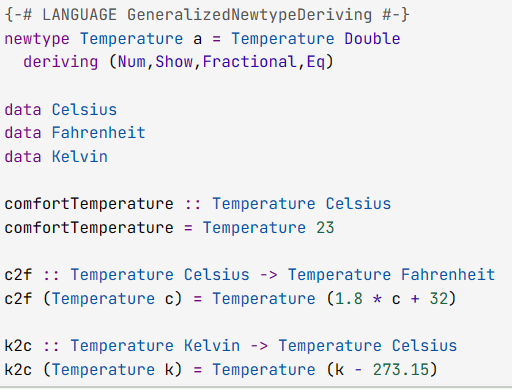 {-# LANGUAGE GeneralizedNewtypeDeriving #-}
newtype Temperature a = Temperature Double
  deriving (Num,Show,Fractional,Eq)

data Celsius
data Fahrenheit
data Kelvin

comfortTemperature :: Temperature Celsius
comfortTemperature = Temperature 23

c2f :: Temperature Celsius -> Temperature Fahrenheit
c2f (Temperature c) = Temperature (1.8 * c + 32)

k2c :: Temperature Kelvin -> Temperature Celsius
k2c (Temperature k) = Temperature (k - 273.15)